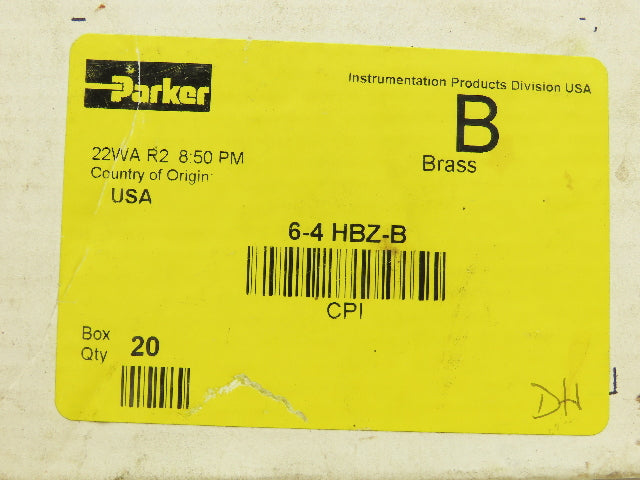 Parker
Instrumentation Products Division USA
B
Brass
22WA R2 8:50 PM
Country of Origin:
USA
6-4 HBZ-B
CPI
Box
Qty 20
DH